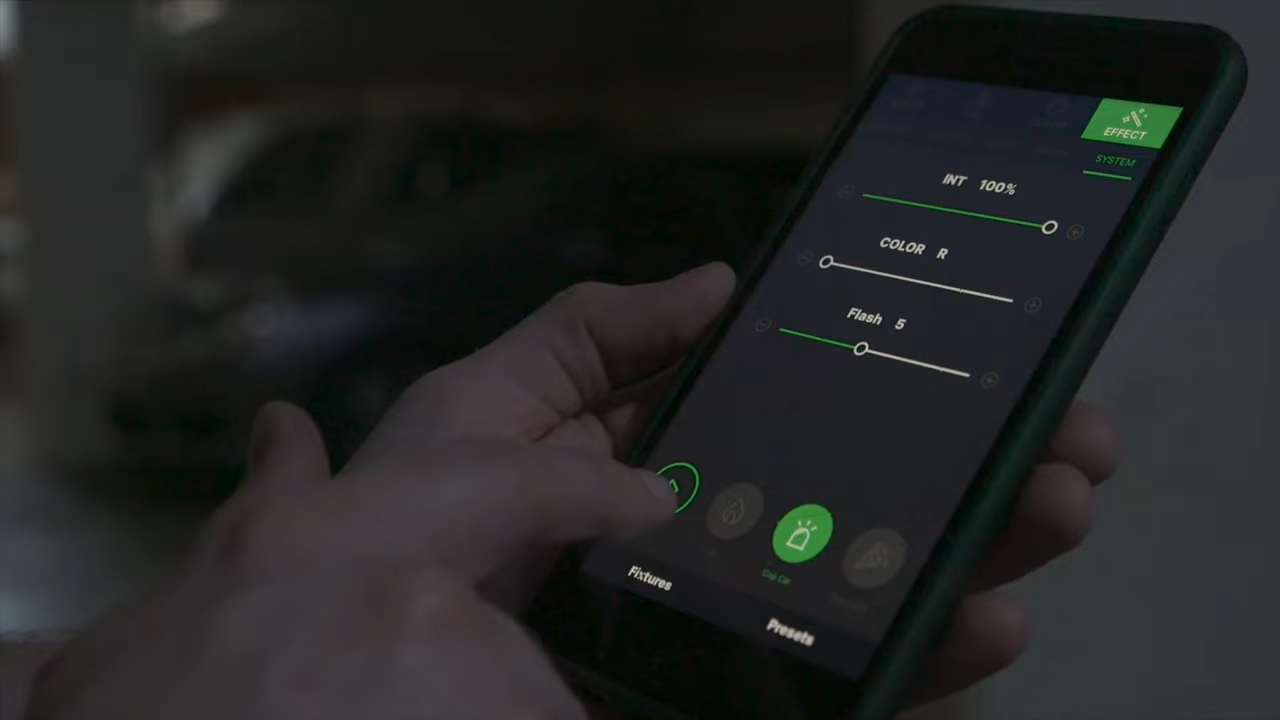 EFFECT
SYSTEM
INT 100%
COLOR R
Flash 5
Cop Car
Fixtures
Presets